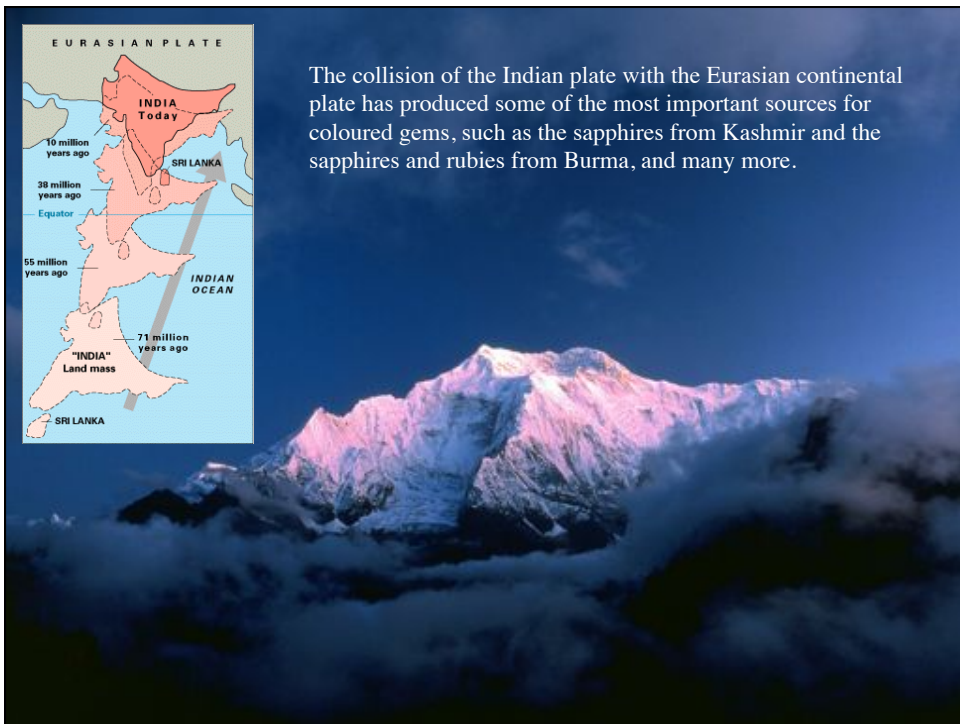 EURASIAN PLATE
INDIA
Today
10 million
years ago
SRI LANKA
38 million
years ago
Equator
55 million
years ago
INDIAN
OCEAN
71 million
years ago
"INDIA"
Land mass
SRI LANKA
The collision of the Indian plate with the Eurasian continental
plate has produced some of the most important sources for
coloured gems, such as the sapphires from Kashmir and the
sapphires and rubies from Burma, and many more.